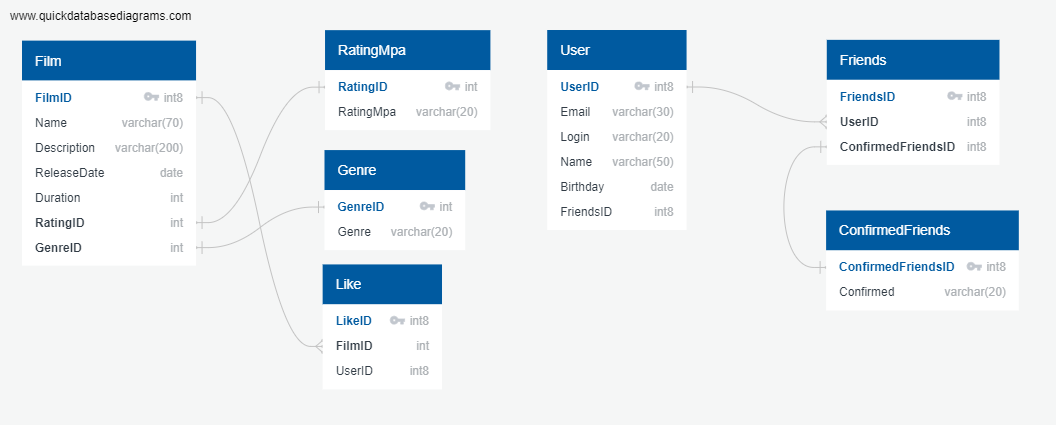 www.quickdatabasediagrams.com
Film
FilmID int8
Name varchar(70)
Description varchar(200)
ReleaseDate date
Duration int
RatingID int
GenreID int
RatingMpa
RatingID int
RatingMpa varchar(20)
Genre
GenreID int
Genre varchar(20)
Like
LikeID int8
FilmID int
UserID int8
User
UserID int8
Email varchar(30)
Login varchar(20)
Name varchar(50)
Birthday date
FriendsID int8
Friends
FriendsID int8
UserID int8
ConfirmedFriendsID int8
ConfirmedFriends
ConfirmedFriendsID int8
Confirmed varchar(20)